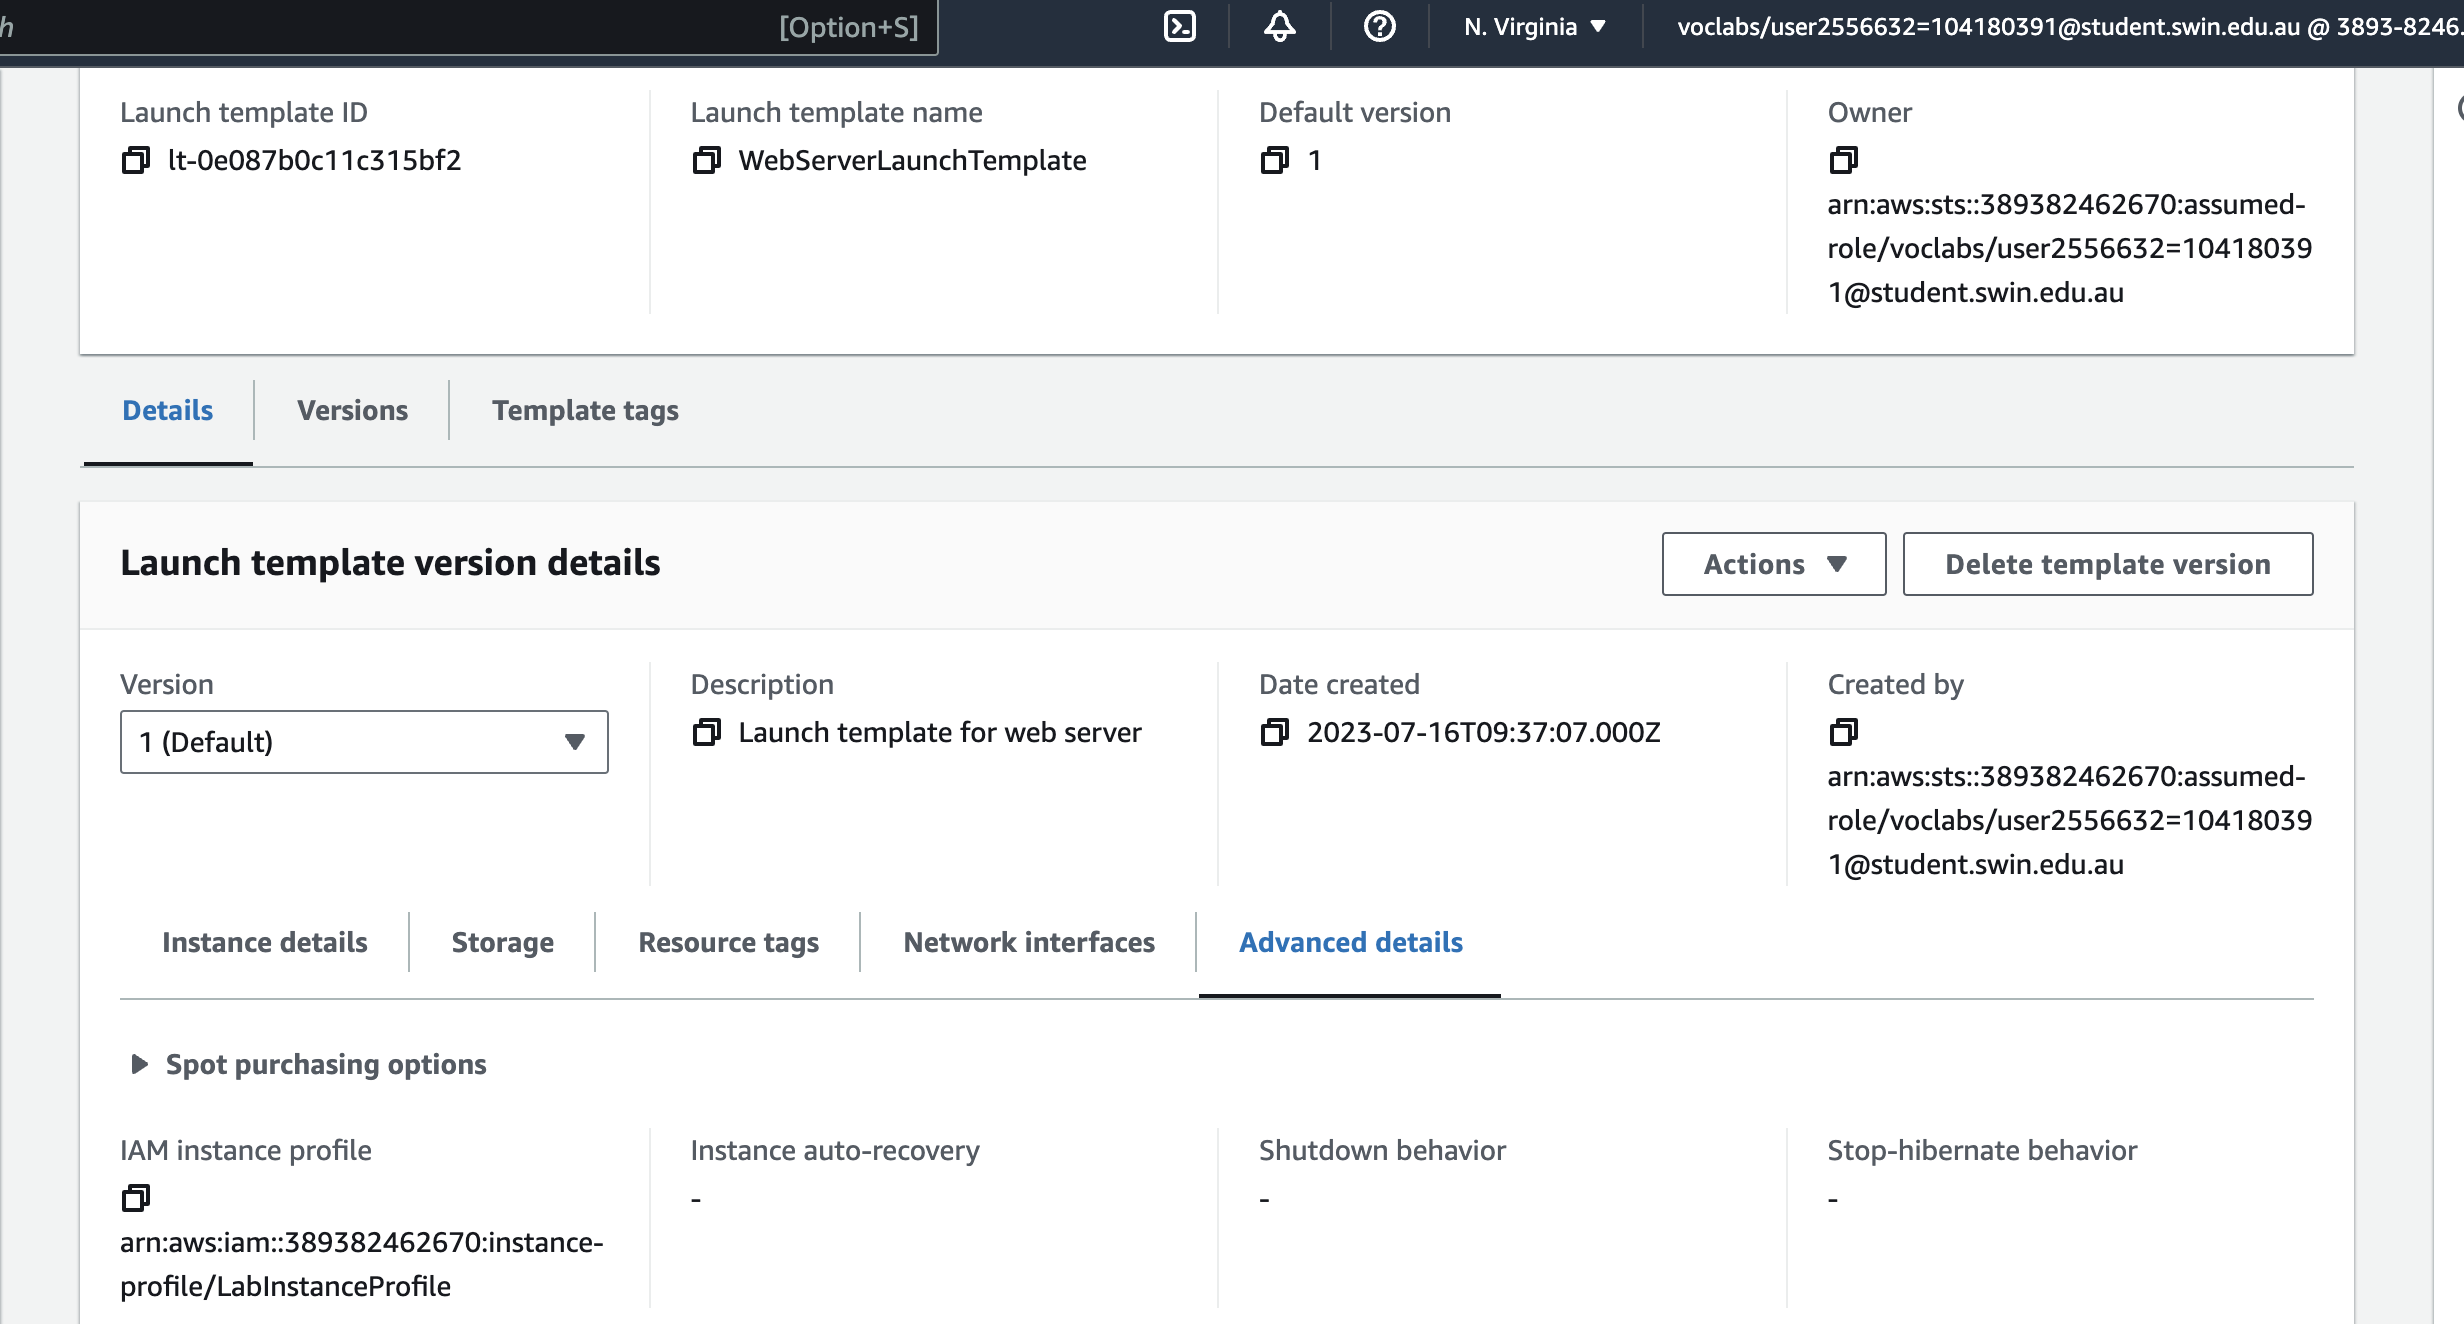 h [Option+S] N. Virginia voclabs/user2556632=104180391@student.swin.edu.au @ 3893-8246.
Launch template ID
lt-0e087b0c11c315bf2
Launch template name
WebServerLaunchTemplate
Default version
1
Owner
arn:aws:sts::389382462670:assumed-
role/voclabs/user2556632=10418039
1@student.swin.edu.au
Details Versions Template tags
Launch template version details
Actions Delete template version
Version
1 (Default)
Description
Launch template for web server
Date created
2023-07-16T09:37:07.000Z
Created by
arn:aws:sts::389382462670:assumed-
role/voclabs/user2556632=10418039
1@student.swin.edu.au
Instance details Storage Resource tags Network interfaces Advanced details
Spot purchasing options
IAM instance profile
arn:aws:iam::389382462670:instance-
profile/LabInstanceProfile
Instance auto-recovery
-
Shutdown behavior
-
Stop-hibernate behavior
-